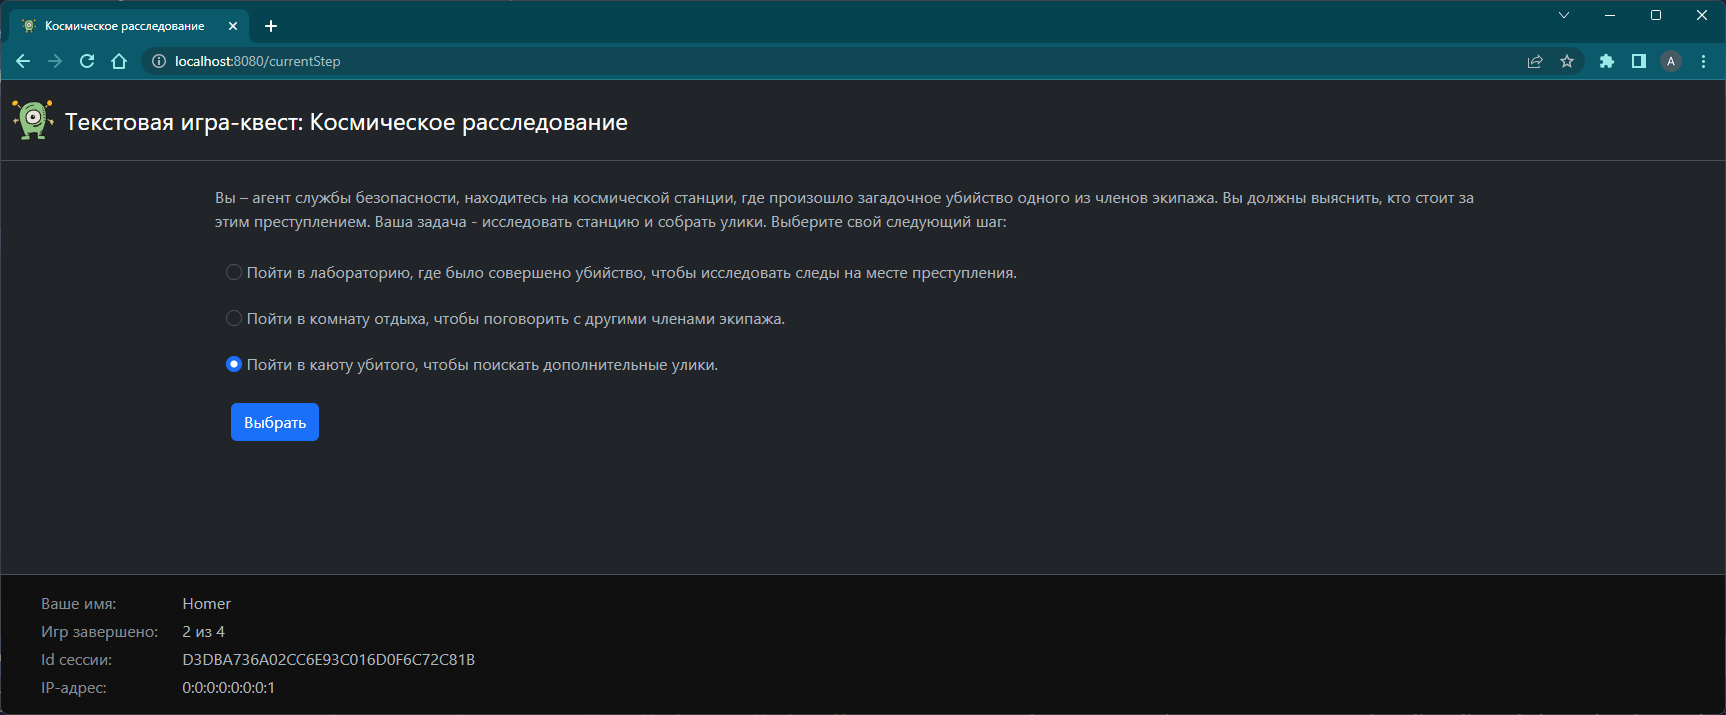 Космическое расследование
localhost:8080/currentStep
A
Текстовая игра-квест: Космическое расследование
Вы – агент службы безопасности, находитесь на космической станции, где произошло загадочное убийство одного из членов экипажа. Вы должны выяснить, кто стоит за
этим преступлением. Ваша задача - исследовать станцию и собрать улики. Выберите свой следующий шаг:
Пойти в лабораторию, где было совершено убийство, чтобы исследовать следы на месте преступления.
Пойти в комнату отдыха, чтобы поговорить с другими членами экипажа.
Пойти в каюту убитого, чтобы поискать дополнительные улики.
Выбрать
Ваше имя: Homer
Игр завершено: 2 из 4
Id сессии: D3DBA736A02CC6E93C016D0F6C72C81B
IP-адрес: 0:0:0:0:0:0:0:1